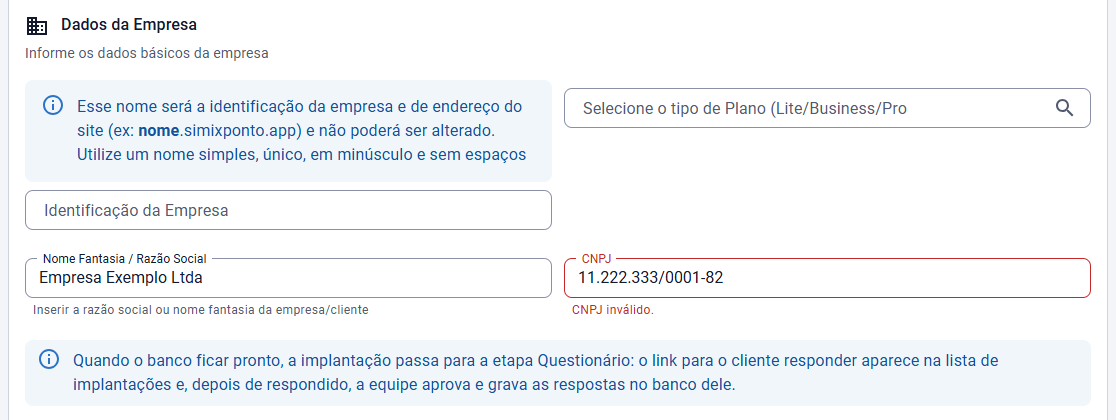 Dados da Empresa
Informe os dados básicos da empresa
Esse nome será a identificação da empresa e de endereço do
site (ex: nome.simixponto.app) e não poderá ser alterado.
Utilize um nome simples, único, em minúsculo e sem espaços
Selecione o tipo de Plano (Lite/Business/Pro
Identificação da Empresa
Nome Fantasia / Razão Social
Empresa Exemplo Ltda
Inserir a razão social ou nome fantasia da empresa/cliente
CNPJ
11.222.333/0001-82
CNPJ inválido.
Quando o banco ficar pronto, a implantação passa para a etapa Questionário: o link para o cliente responder aparece na lista de
implantações e, depois de respondido, a equipe aprova e grava as respostas no banco dele.